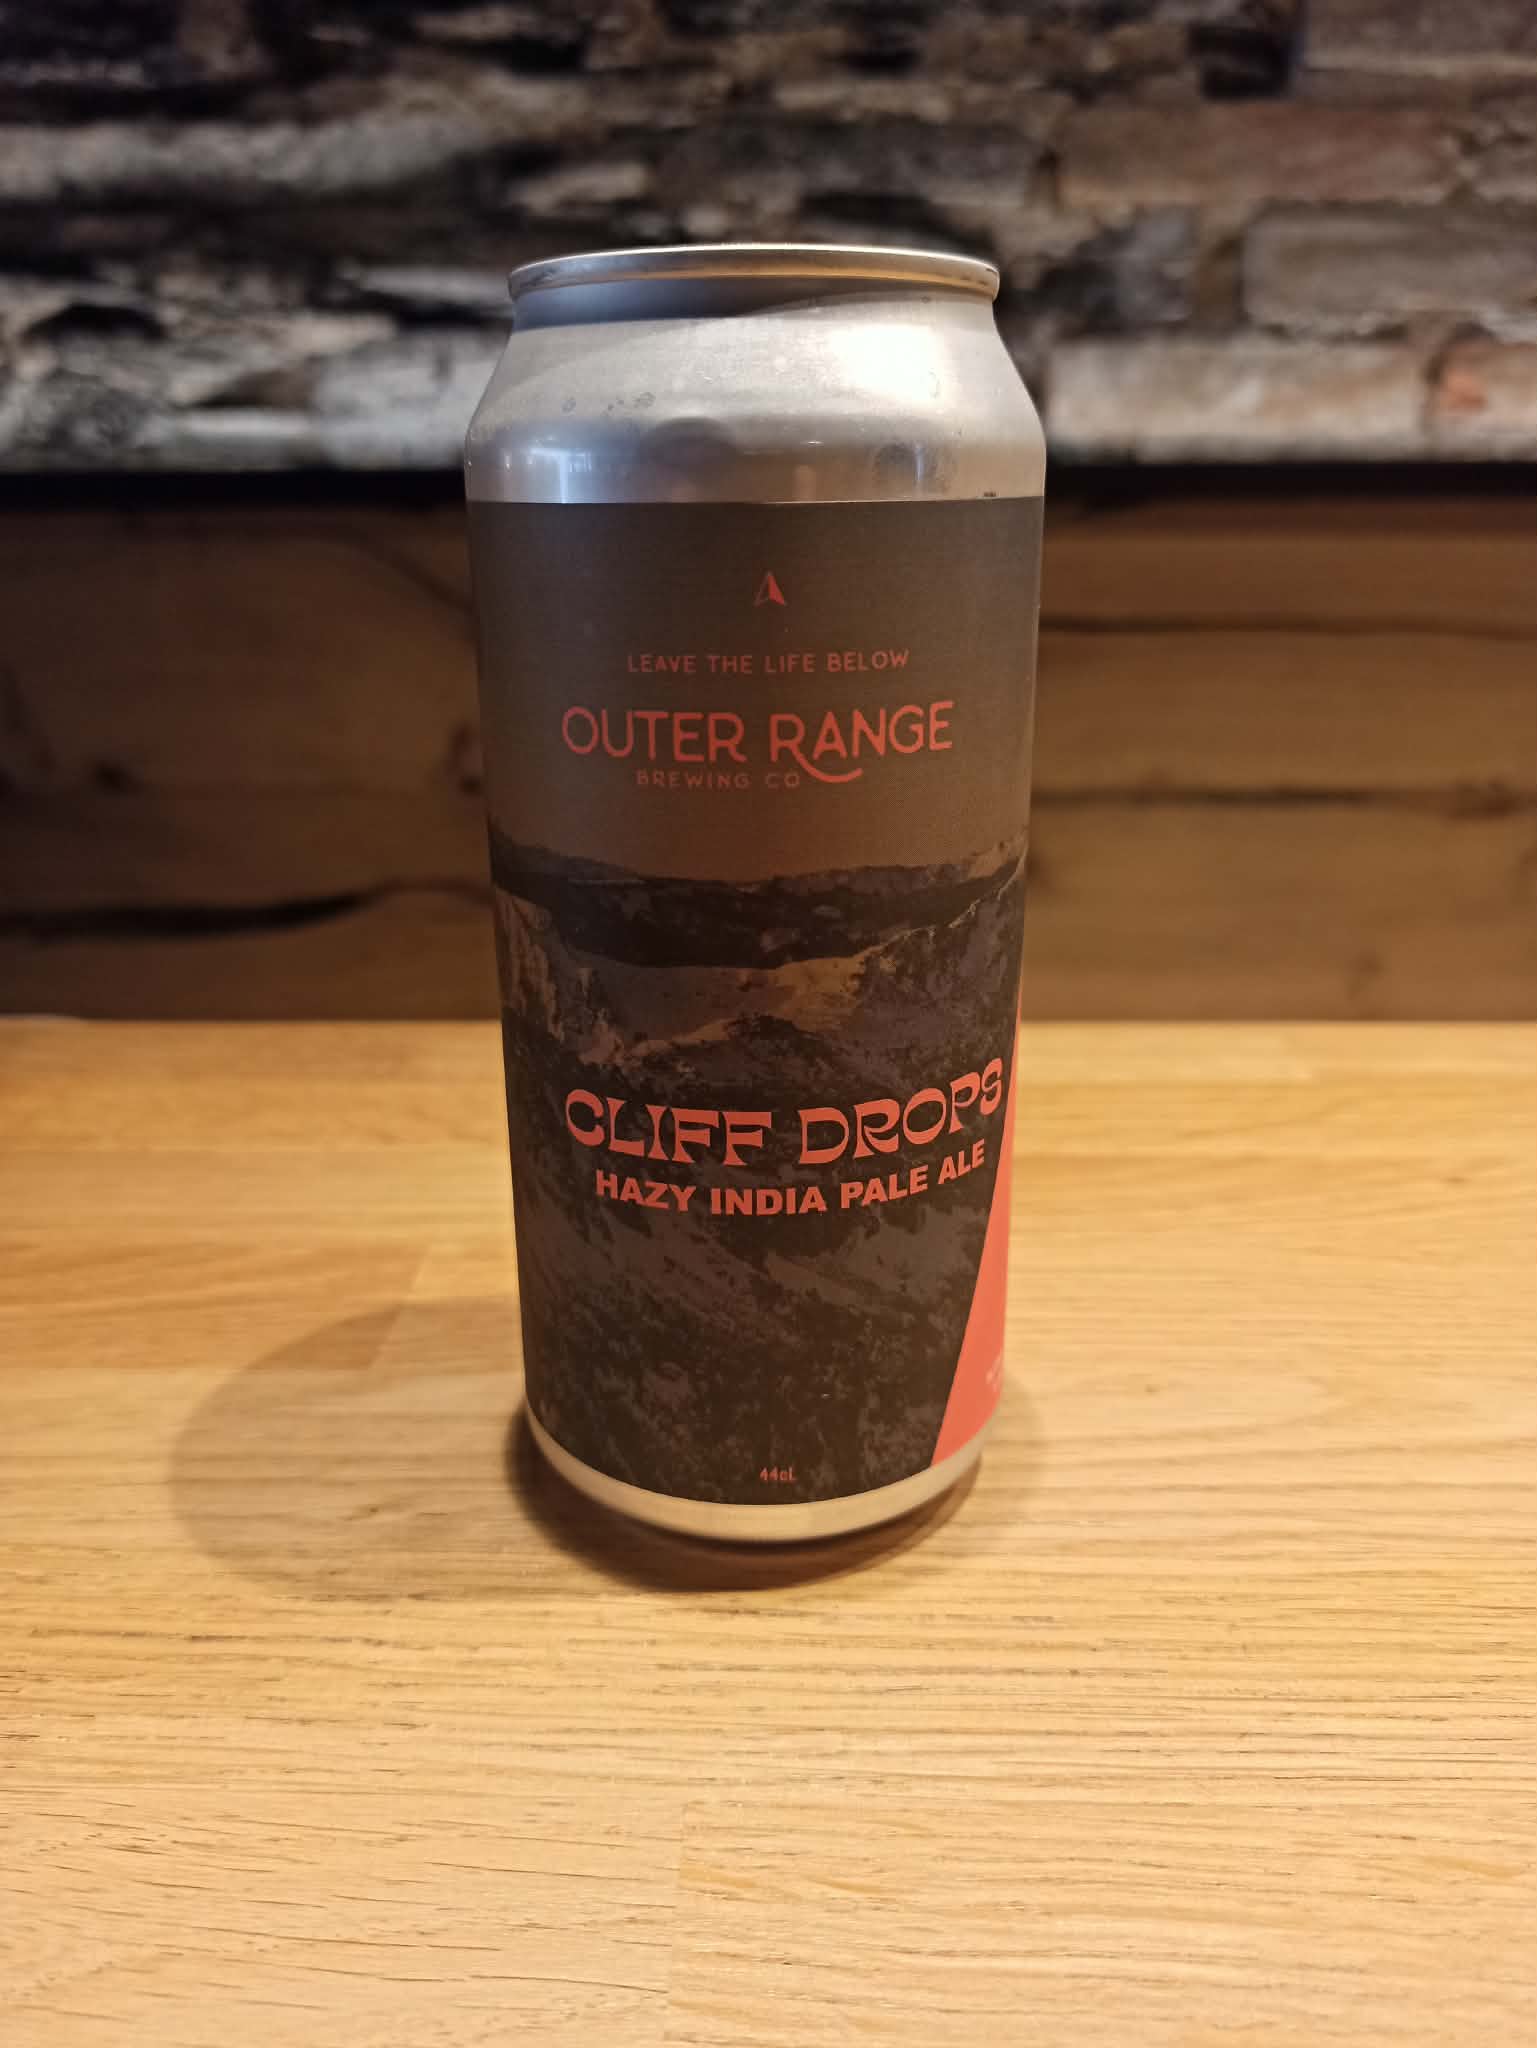 LEAVE THE LIFE BELOW
OUTER RANGE
BREWING CO
CLIFF DROPS
HAZY INDIA PALE ALE
44cL